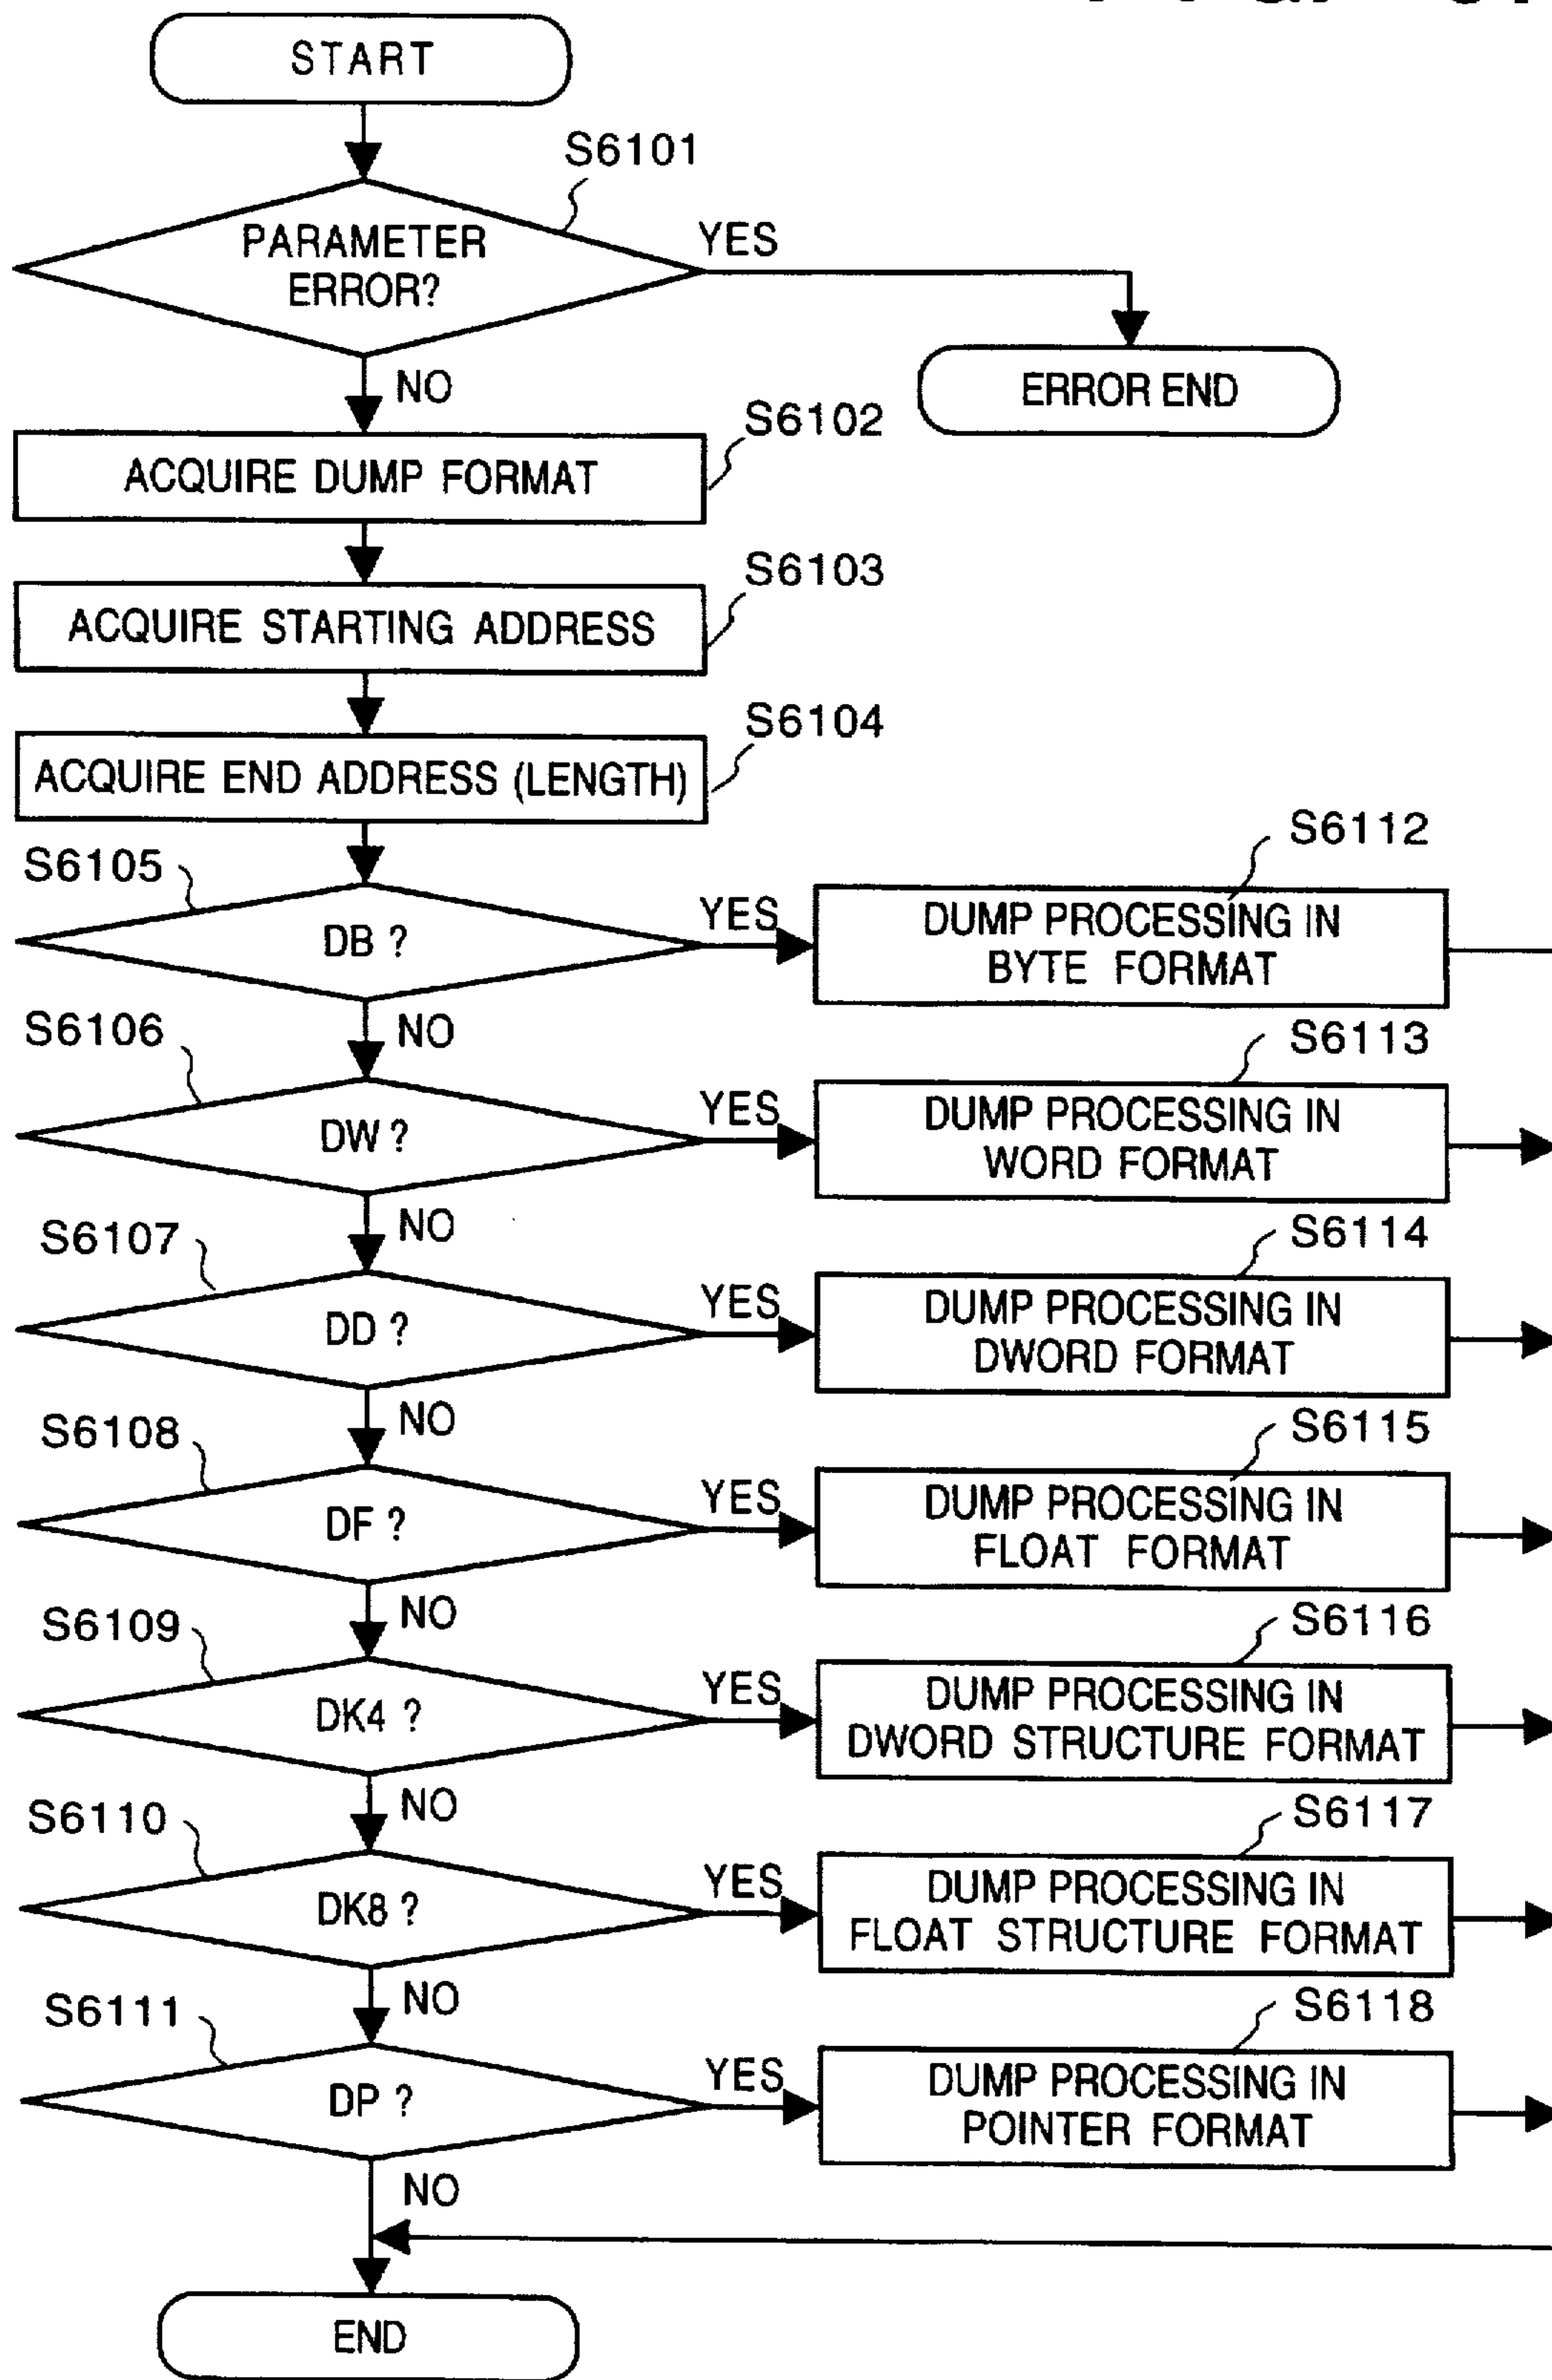 START
S6101
PARAMETER
ERROR?
YES
NO
ERROR END
S6102
ACQUIRE DUMP FORMAT
S6103
ACQUIRE STARTING ADDRESS
S6104
ACQUIRE END ADDRESS (LENGTH)
S6105
DB ?
YES
S6112
DUMP PROCESSING IN
BYTE FORMAT
NO
S6106
DW ?
YES
S6113
DUMP PROCESSING IN
WORD FORMAT
NO
S6107
DD ?
YES
S6114
DUMP PROCESSING IN
DWORD FORMAT
NO
S6108
DF ?
YES
S6115
DUMP PROCESSING IN
FLOAT FORMAT
NO
S6109
DK4 ?
YES
S6116
DUMP PROCESSING IN
DWORD STRUCTURE FORMAT
NO
S6110
DK8 ?
YES
S6117
DUMP PROCESSING IN
FLOAT STRUCTURE FORMAT
NO
S6111
DP ?
YES
S6118
DUMP PROCESSING IN
POINTER FORMAT
NO
END